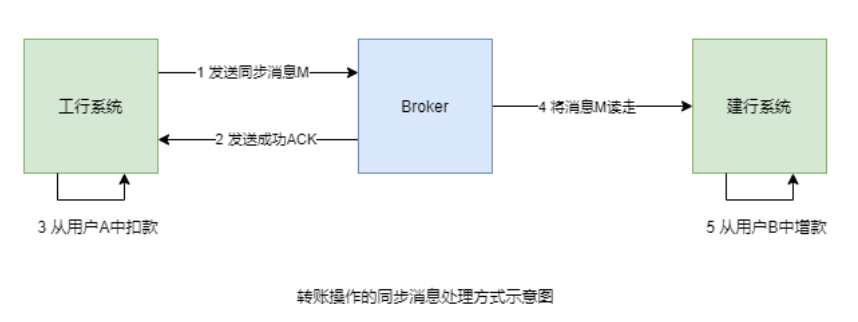 1 发送同步消息M
工行系统
Broker
4 将消息M读走
建行系统
2 发送成功ACK
3 从用户A中扣款
5 从用户B中增款
转账操作的同步消息处理方式示意图